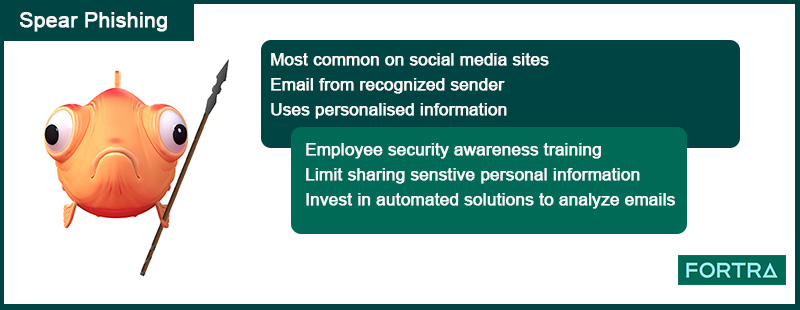 Spear Phishing
Most common on social media sites
Email from recognized sender
Uses personalised information
Employee security awareness training
Limit sharing senstive personal information
Invest in automated solutions to analyze emails
FORTRA